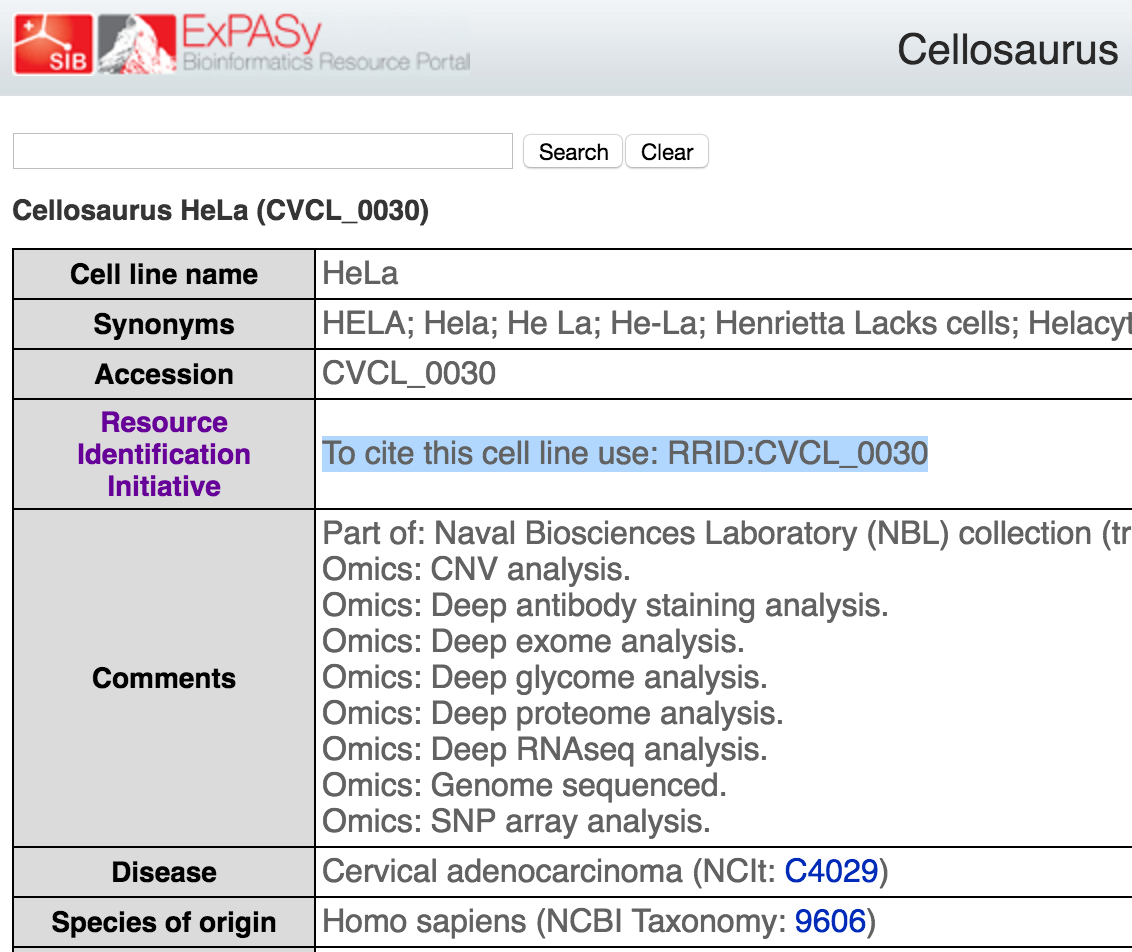 SIB
ExPASy
Bioinformatics Resource Portal
Cellosaurus
Search
Clear
Cellosaurus HeLa (CVCL_0030)
Cell line name
HeLa
Synonyms
HELA; Hela; He La; He-La; Henrietta Lacks cells; Helacyt
Accession
CVCL_0030
Resource
Identification
Initiative
To cite this cell line use: RRID:CVCL_0030
Comments
Part of: Naval Biosciences Laboratory (NBL) collection (tr
Omics: CNV analysis.
Omics: Deep antibody staining analysis.
Omics: Deep exome analysis.
Omics: Deep glycome analysis.
Omics: Deep proteome analysis.
Omics: Deep RNAseq analysis.
Omics: Genome sequenced.
Omics: SNP array analysis.
Disease
Cervical adenocarcinoma (NCIt: C4029)
Species of origin
Homo sapiens (NCBI Taxonomy: 9606)